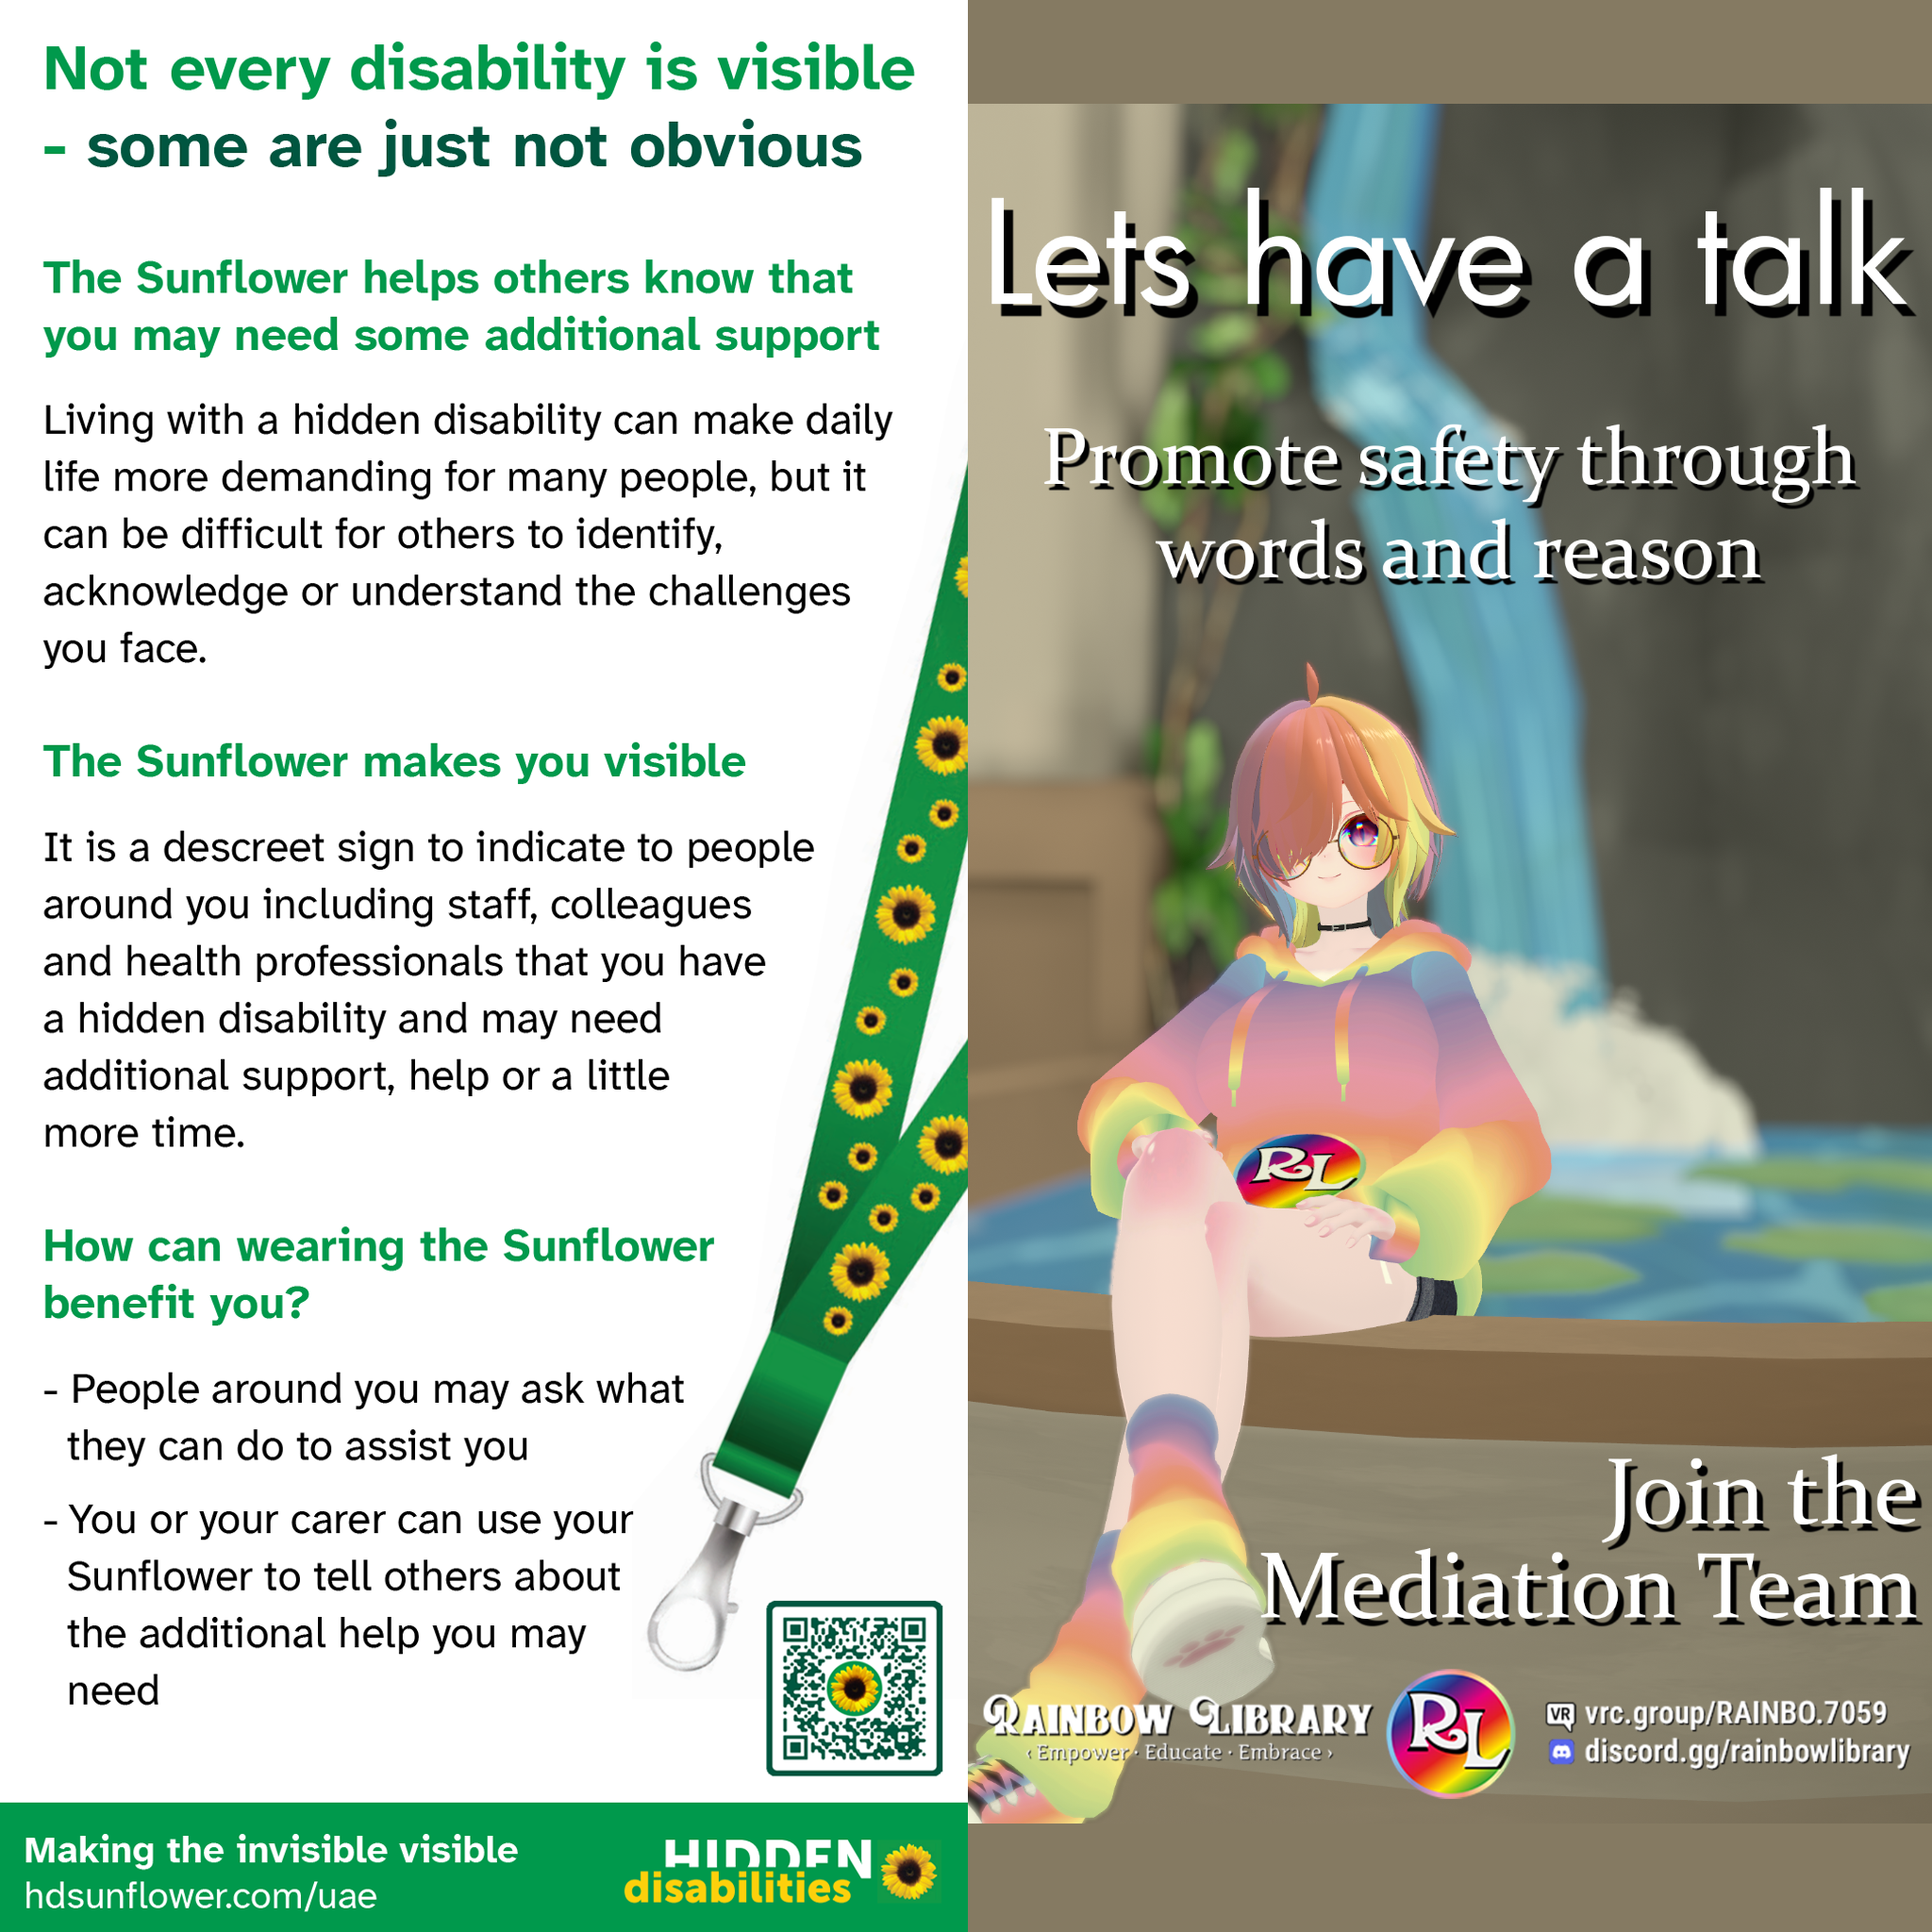 Not every disability is visible
- some are just not obvious
The Sunflower helps others know that
you may need some additional support
Living with a hidden disability can make daily
life more demanding for many people, but it
can be difficult for others to identify,
acknowledge or understand the challenges
you face.
The Sunflower makes you visible
It is a descreet sign to indicate to people
around you including staff, colleagues
and health professionals that you have
a hidden disability and may need
additional support, help or a little
more time.
How can wearing the Sunflower
benefit you?
- People around you may ask what
they can do to assist you
- You or your carer can use your
Sunflower to tell others about
the additional help you may
need
Making the invisible visible
hdsunflower.com/uae
HIDDEN
disabilities
Lets have a talk
Promote safety through
words and reason
RL
Join the
Mediation Team
RAINBOW LIBRARY
‹ Empower · Educate · Embrace ›
RL
VR vrc.group/RAINBO.7059
discord.gg/rainbowlibrary